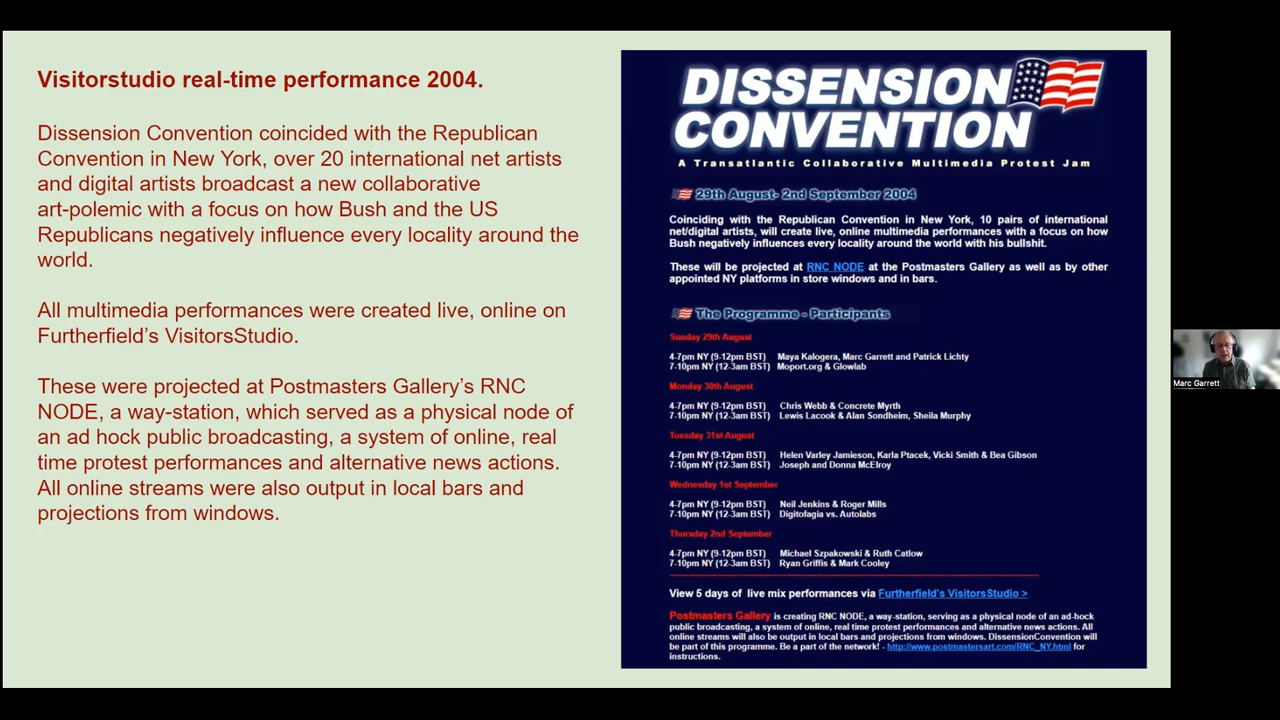 Visitorstudio real-time performance 2004.
Dissension Convention coincided with the Republican
Convention in New York, over 20 international net artists
and digital artists broadcast a new collaborative
art-polemic with a focus on how Bush and the US
Republicans negatively influence every locality around the
world.
All multimedia performances were created live, online on
Furtherfield's VisitorsStudio.
These were projected at Postmasters Gallery's RNC
NODE, a way-station, which served as a physical node of
an ad hock public broadcasting, a system of online, real
time protest performances and alternative news actions.
All online streams were also output in local bars and
projections from windows.
DISSENSION
CONVENTION
A Transatlantic Collaborative Multimedia Protest Jam
29th August- 2nd September 2004
Coinciding with the Republican Convention in New York, 10 pairs of international
net/digital artists, will create live, online multimedia performances with a focus on how
Bush negatively influences every locality around the world with his bullshit.
These will be projected at RNC NODE at the Postmasters Gallery as well as by other
appointed NY platforms in store windows and in bars.
The Programme - Participants
Sunday 29th August
4-7pm NY (9-12pm BST) Maya Kalogera, Marc Garrett and Patrick Lichty
7-10pm NY (12-3am BST) Moport.org & Glowlab
Monday 30th August
4-7pm NY (9-12pm BST) Chris Webb & Concrete Myrth
7-10pm NY (12-3am BST) Lewis Lacook & Alan Sondheim, Sheila Murphy
Tuesday 31st August
4-7pm NY (9-12pm BST) Helen Varley Jamieson, Karla Ptacek, Vicki Smith & Bea Gibson
7-10pm NY (12-3am BST) Joseph and Donna McElroy
Wednesday 1st September
4-7pm NY (9-12pm BST) Neil Jenkins & Roger Mills
7-10pm NY (12-3am BST) Digitofagia vs. Autolabs
Thursday 2nd September
4-7pm NY (9-12pm BST) Michael Szpakowski & Ruth Catlow
7-10pm NY (12-3am BST) Ryan Griffis & Mark Cooley
View 5 days of live mix performances via Furtherfield's VisitorsStudio >
Postmasters Gallery is creating RNC NODE, a way-station, serving as a physical node of an ad-hock
public broadcasting, a system of online, real time protest performances and alternative news actions. All
online streams will also be output in local bars and projections from windows. DissensionConvention will
be part of this programme. Be a part of the network! - http://www.postmastersart.com/RNC_NY.html for
instructions.
Marc Garrett